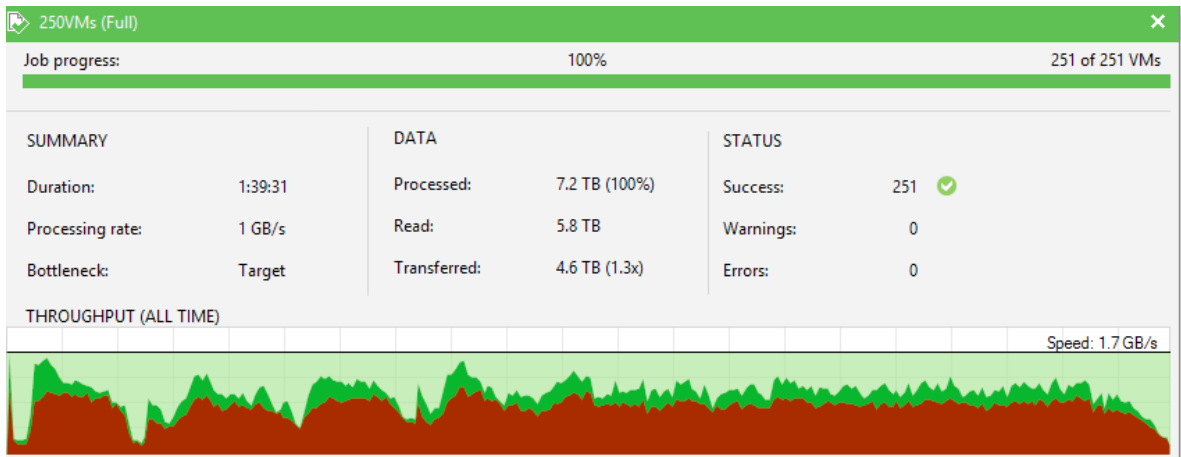 250VMs (Full)
Job progress: 100% 251 of 251 VMs
SUMMARY
Duration: 1:39:31
Processing rate: 1 GB/s
Bottleneck: Target
DATA
Processed: 7.2 TB (100%)
Read: 5.8 TB
Transferred: 4.6 TB (1.3x)
STATUS
Success: 251
Warnings: 0
Errors: 0
THROUGHPUT (ALL TIME)
Speed: 1.7 GB/s